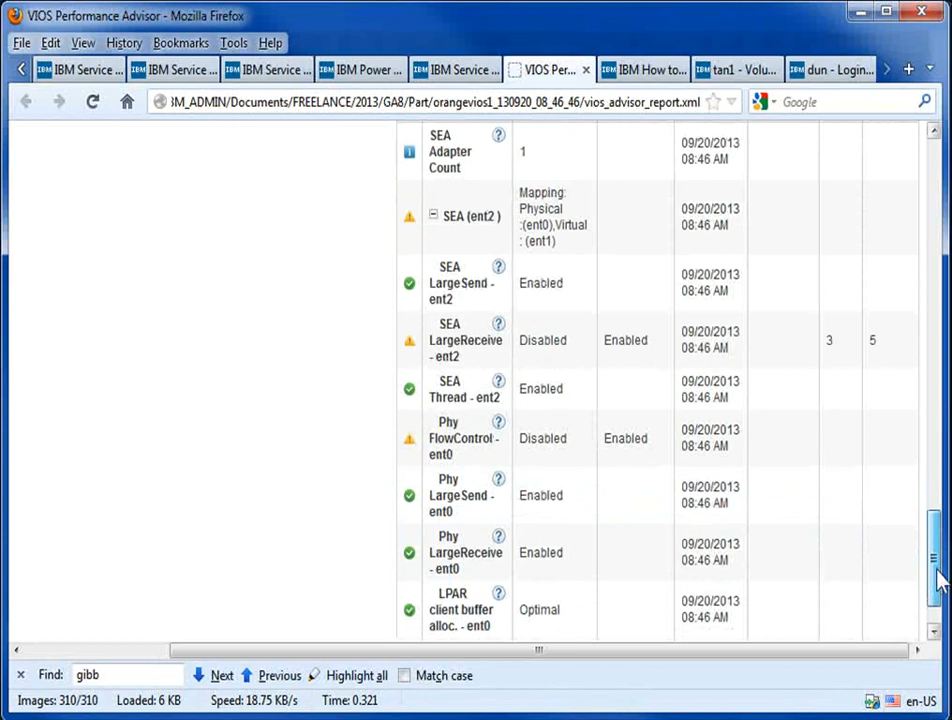 VIOS Performance Advisor - Mozilla Firefox
File Edit View History Bookmarks Tools Help
IBM Service ... IBM Service ... IBM Service ... IBM Power ... IBM Service ... VIOS Per... × IBM How to... tan1 - Volu... dun - Login...
3M_ADMIN/Documents/FREELANCE/2013/GA8/Part/orangevios1_130920_08_46_46/vios_advisor_report.xml Google
SEA
Adapter
Count
1
09/20/2013
08:46 AM
SEA (ent2 )
Mapping:
Physical
:(ent0),Virtual
: (ent1)
09/20/2013
08:46 AM
SEA
LargeSend -
ent2
Enabled
09/20/2013
08:46 AM
SEA
LargeReceive
- ent2
Disabled
Enabled
09/20/2013
08:46 AM
3
5
SEA
Thread - ent2
Enabled
09/20/2013
08:46 AM
Phy
FlowControl -
ent0
Disabled
Enabled
09/20/2013
08:46 AM
Phy
LargeSend -
ent0
Enabled
09/20/2013
08:46 AM
Phy
LargeReceive
- ent0
Enabled
09/20/2013
08:46 AM
LPAR
client buffer
alloc. - ent0
Optimal
09/20/2013
08:46 AM
× Find: gibb Next Previous Highlight all Match case
Images: 310/310 Loaded: 6 KB Speed: 18.75 KB/s Time: 0.321 en-US